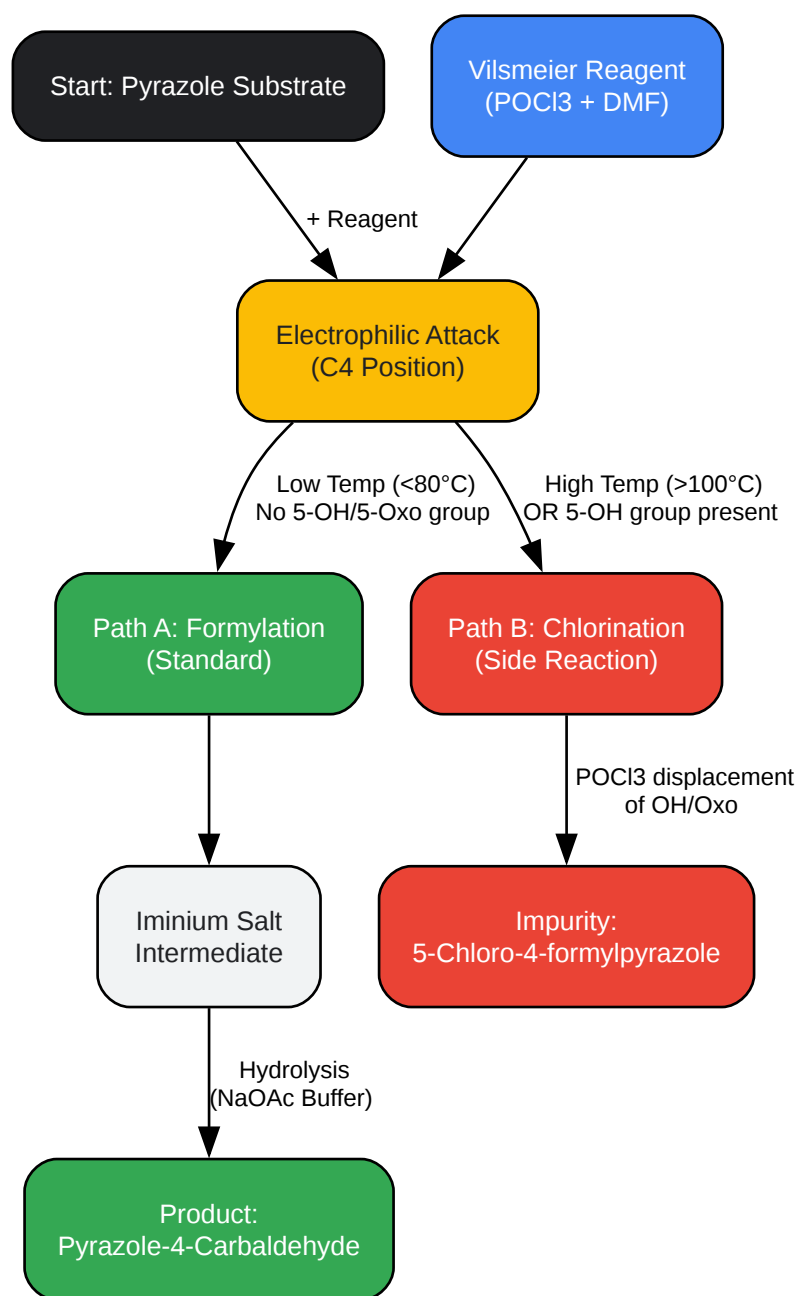 Start: Pyrazole Substrate
Vilsmeier Reagent
(POCl3 + DMF)
+ Reagent
Electrophilic Attack
(C4 Position)
Low Temp (<80°C)
No 5-OH/5-Oxo group
High Temp (>100°C)
OR 5-OH group present
Path A: Formylation
(Standard)
Path B: Chlorination
(Side Reaction)
POCl3 displacement
of OH/Oxo
Iminium Salt
Intermediate
Impurity:
5-Chloro-4-formylpyrazole
Hydrolysis
(NaOAc Buffer)
Product:
Pyrazole-4-Carbaldehyde